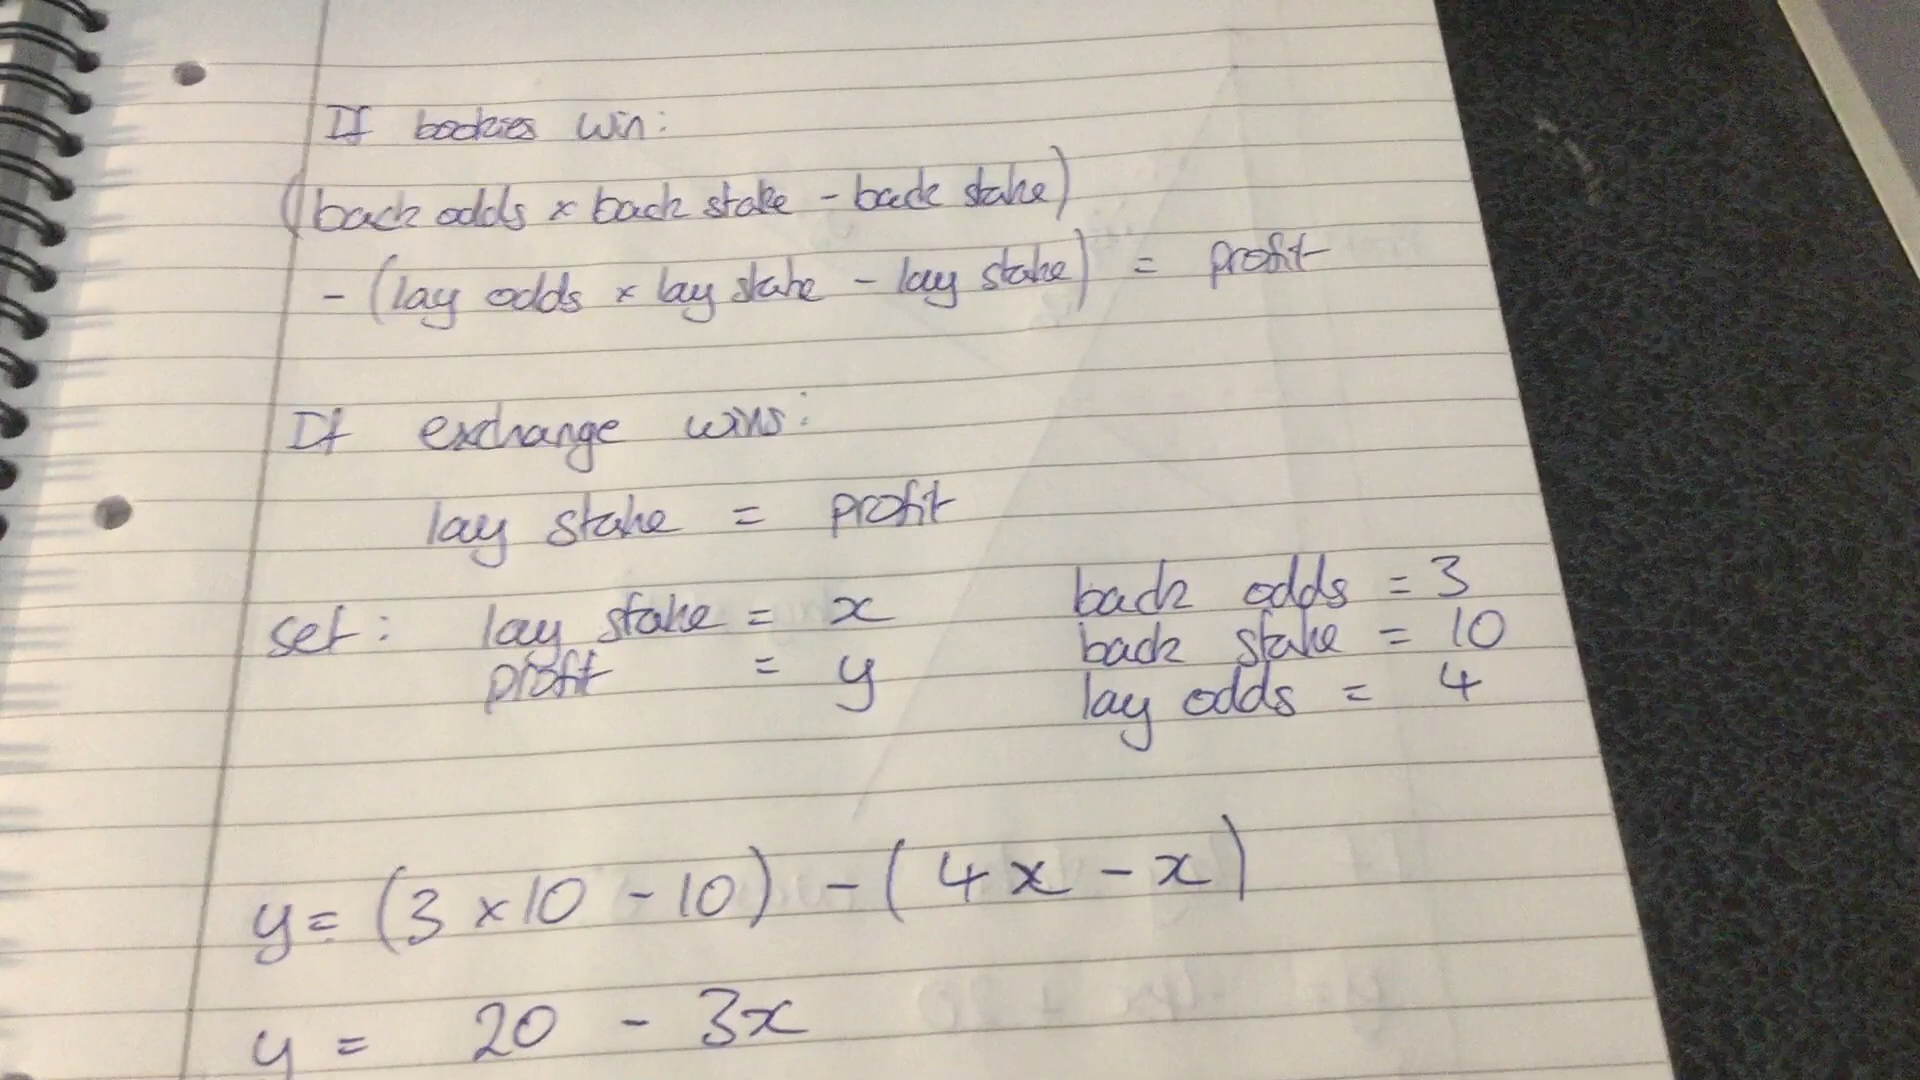 If bookies win:
(back odds x back stake - back stake)
- (lay odds x lay stake - lay stake) = profit
If exchange wins:
lay stake = profit
set: lay stake = x
profit = y
back odds = 3
back stake = 10
lay odds = 4
y = (3 x 10 - 10) - (4x - x)
y = 20 - 3x